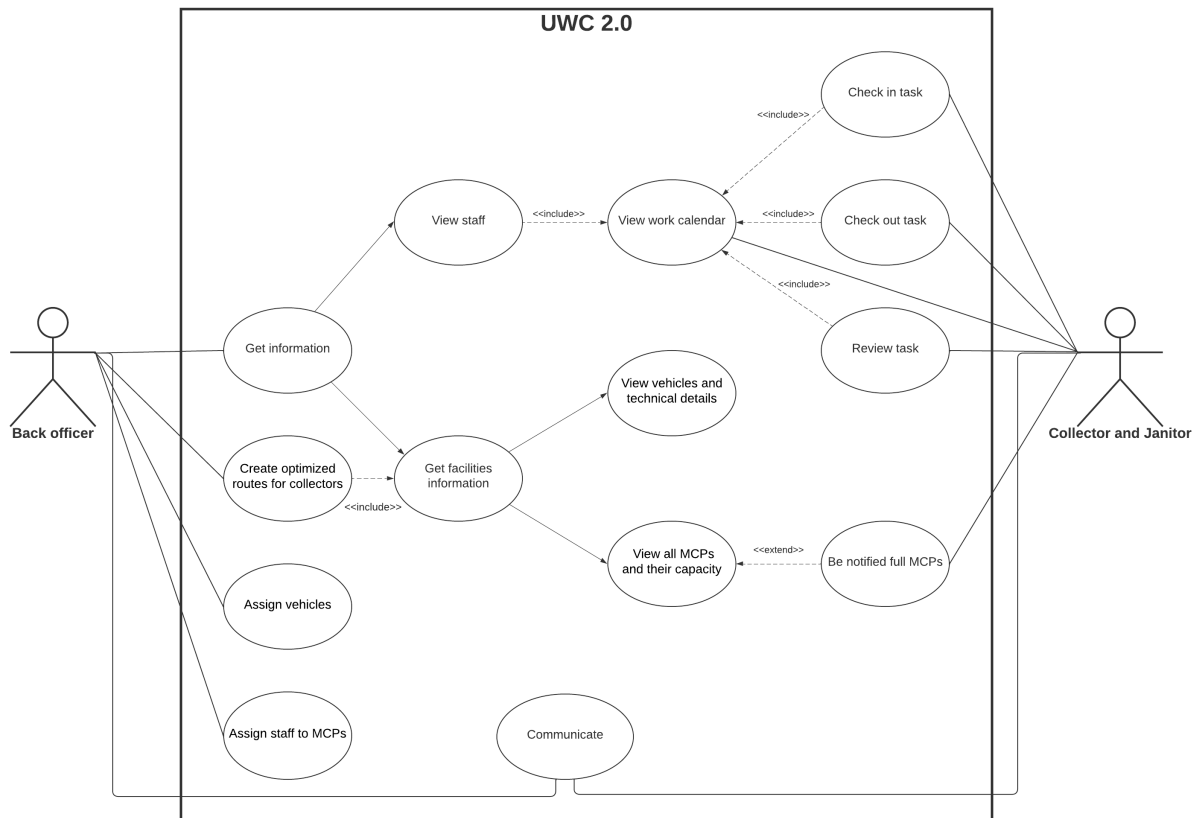 UWC 2.0
Check in task
<<include>>
View staff
<<include>>
View work calendar
<<include>>
Check out task
<<include>>
Get information
Review task
View vehicles and
technical details
Back officer
Collector and Janitor
Create optimized
routes for collectors
<<include>>
Get facilities
information
View all MCPs
and their capacity
<<extend>>
Be notified full MCPs
Assign vehicles
Assign staff to MCPs
Communicate